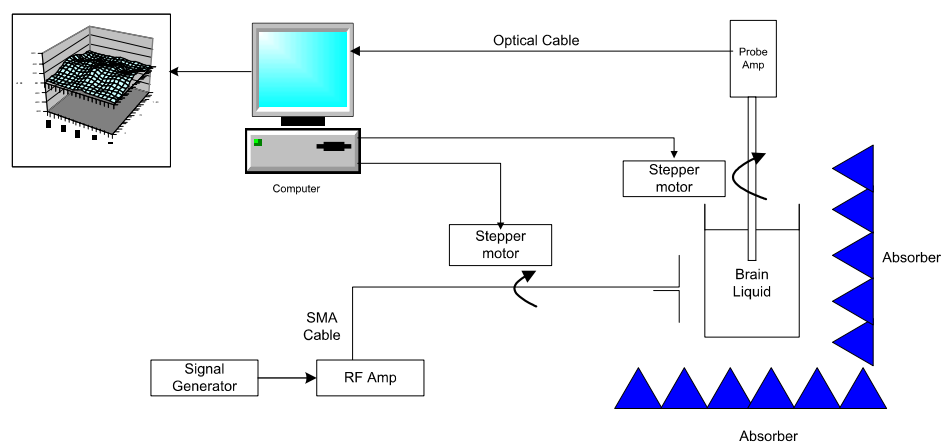 Optical Cable
Probe
Amp
Computer
Stepper
motor
Stepper
motor
Brain
Liquid
Absorber
SMA
Cable
Signal
Generator
RF Amp
Absorber